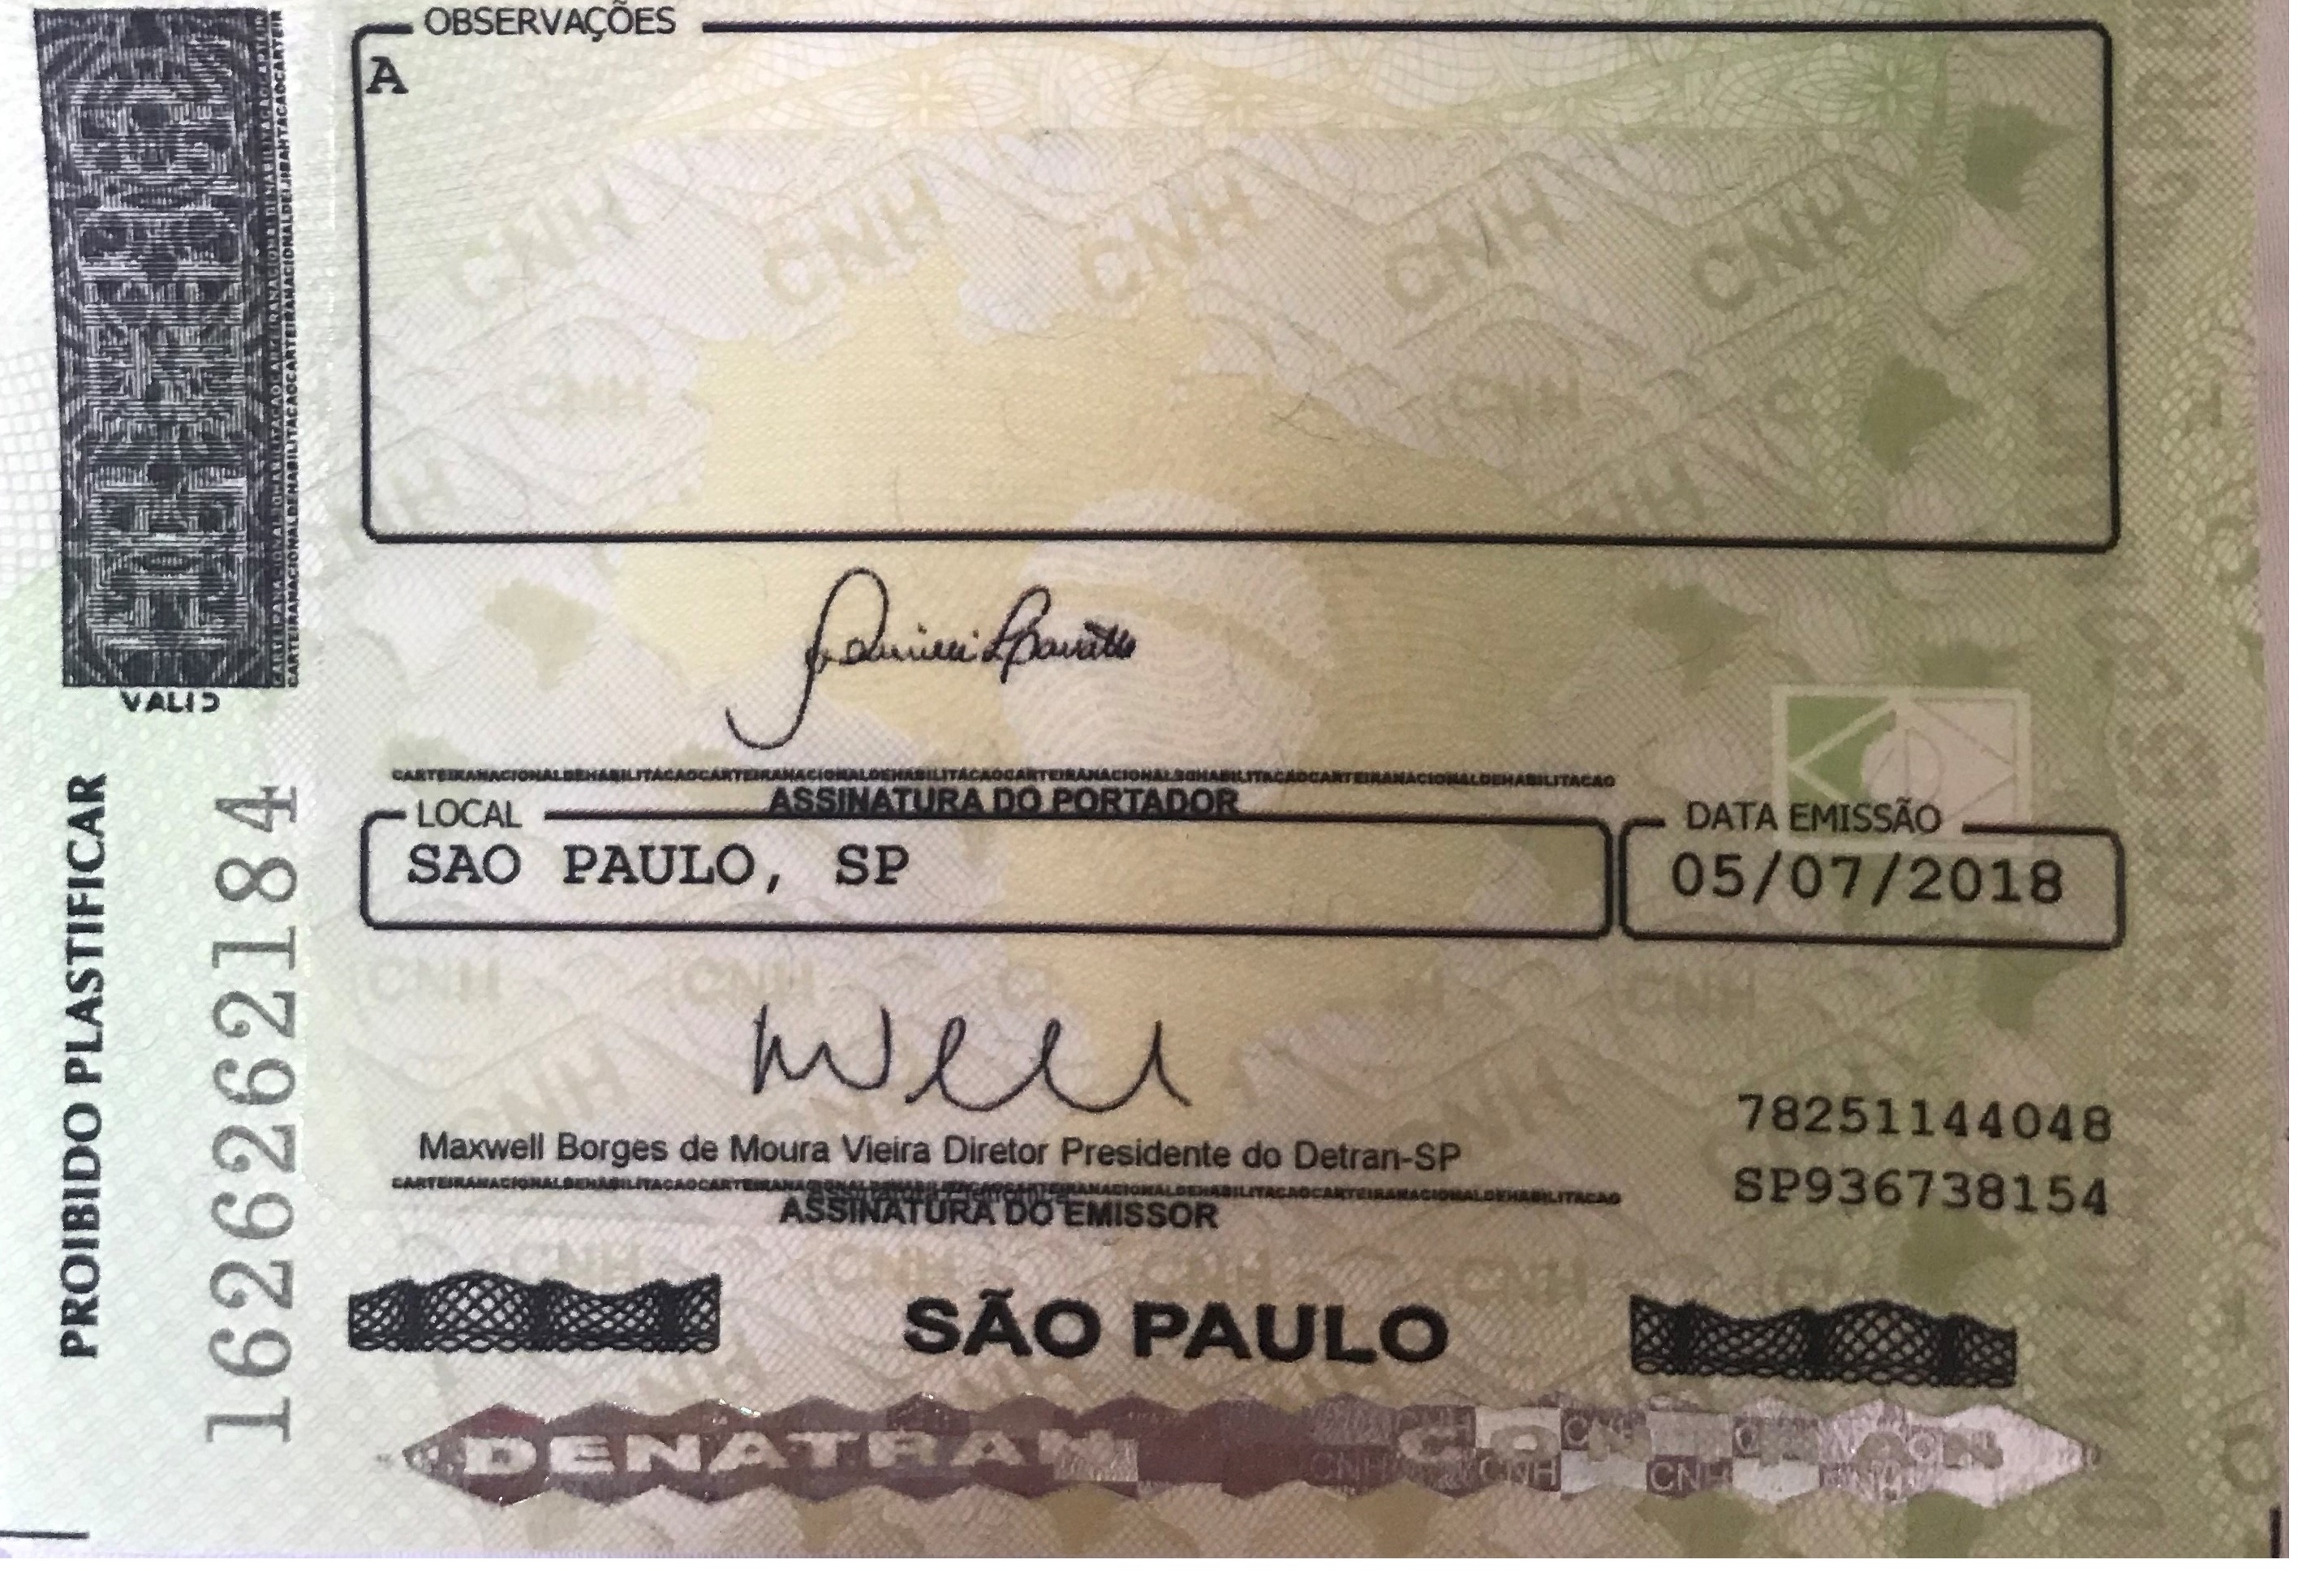 OBSERVAÇÕES
A
VALID
CARTEIRANACIONALDEHABILITACAOCARTEIRANACIONALDEHABILITACAOCARTEIRANACIONALDEHABILITACAOCARTEIRANACIONALDEHABILITACAO
ASSINATURA DO PORTADOR
LOCAL
SAO PAULO, SP
DATA EMISSÃO
05/07/2018
PROIBIDO PLASTIFICAR
1626262184
Maxwell Borges de Moura Vieira Diretor Presidente do Detran-SP
CARTEIRANACIONALDEHABILITACAOCARTEIRANACIONALDEHABILITACAOCARTEIRANACIONALDEHABILITACAOCARTEIRANACIONALDEHABILITACAO
ASSINATURA DO EMISSOR
78251144048
SP936738154
SÃO PAULO
DENATRAN CONTRAN